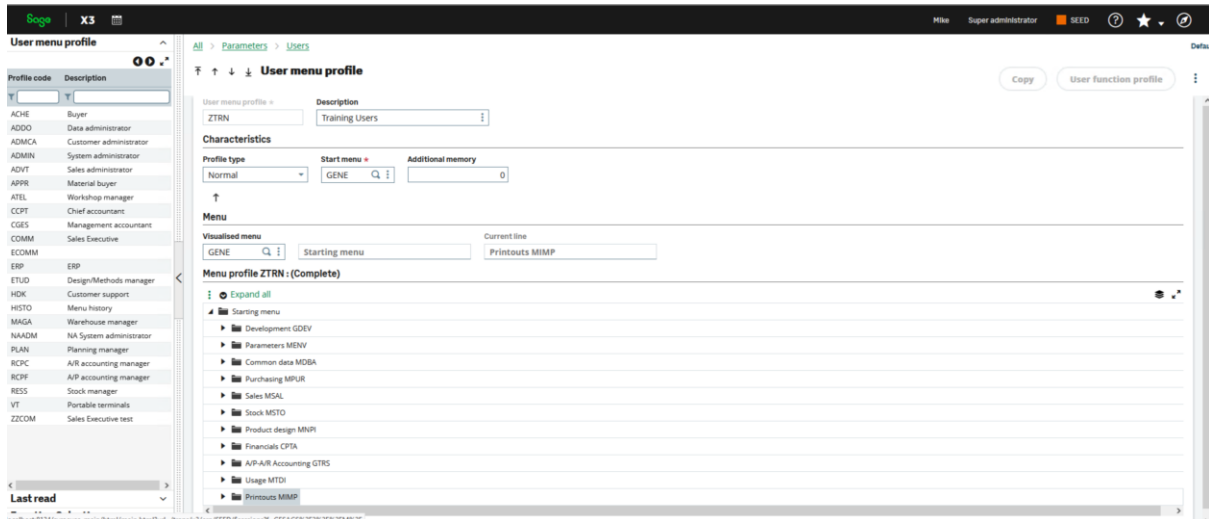 Sage X3 Mike Super administrator SEED
User menu profile
All > Parameters > Users
User menu profile
Copy User function profile
Profile code Description
ACHE Buyer
ADDO Data administrator
ADMCA Customer administrator
ADMIN System administrator
ADVT Sales administrator
APPR Material buyer
ATEL Workshop manager
CCPT Chief accountant
CGES Management accountant
COMM Sales Executive
ECOMM
ERP ERP
ETUD Design/Methods manager
HDK Customer support
HISTO Menu history
MAGA Warehouse manager
NAADM NA System administrator
PLAN Planning manager
RCPC A/R accounting manager
RCPF A/P accounting manager
RESS Stock manager
VT Portable terminals
ZZCOM Sales Executive test
Last read
User menu profile * Description
ZTRN Training Users
Characteristics
Profile type Start menu * Additional memory
Normal GENE 0
Menu
Visualised menu Current line
GENE Starting menu Printouts MIMP
Menu profile ZTRN : (Complete)
Expand all
Starting menu
Development GDEV
Parameters MENV
Common data MDBA
Purchasing MPUR
Sales MSAL
Stock MSTO
Product design MNPI
Financials CPTA
A/P-A/R Accounting GTRS
Usage MTDI
Printouts MIMP